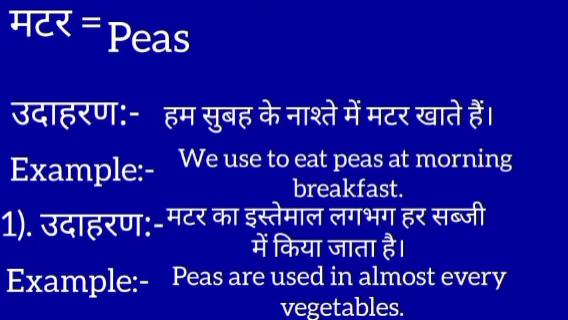 मटर = Peas
उदाहरण:- हम सुबह के नाश्ते में मटर खाते हैं।
Example:- We use to eat peas at morning
breakfast.
1). उदाहरण:- मटर का इस्तेमाल लगभग हर सब्जी
में किया जाता है।
Example:- Peas are used in almost every
vegetables.